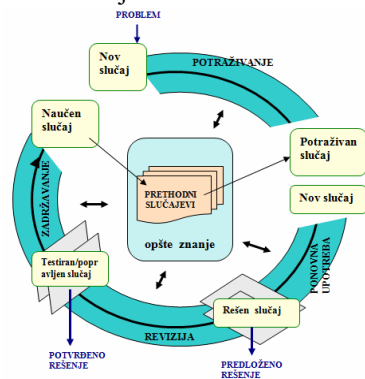 PROBLEM
Nov
slučaj
POTRAŽIVANJE
Naučen
slučaj
Potraživan
slučaj
PRETHODNI
SLUČAJEVI
Nov slučaj
ZADRŽAVANJE
opšte znanje
Testiran/popr
avljen slučaj
PONOVNA
UPOTREBA
Rešen slučaj
REVIZIJA
POTVRĐENO
REŠENJE
PREDLOŽENO
REŠENJE